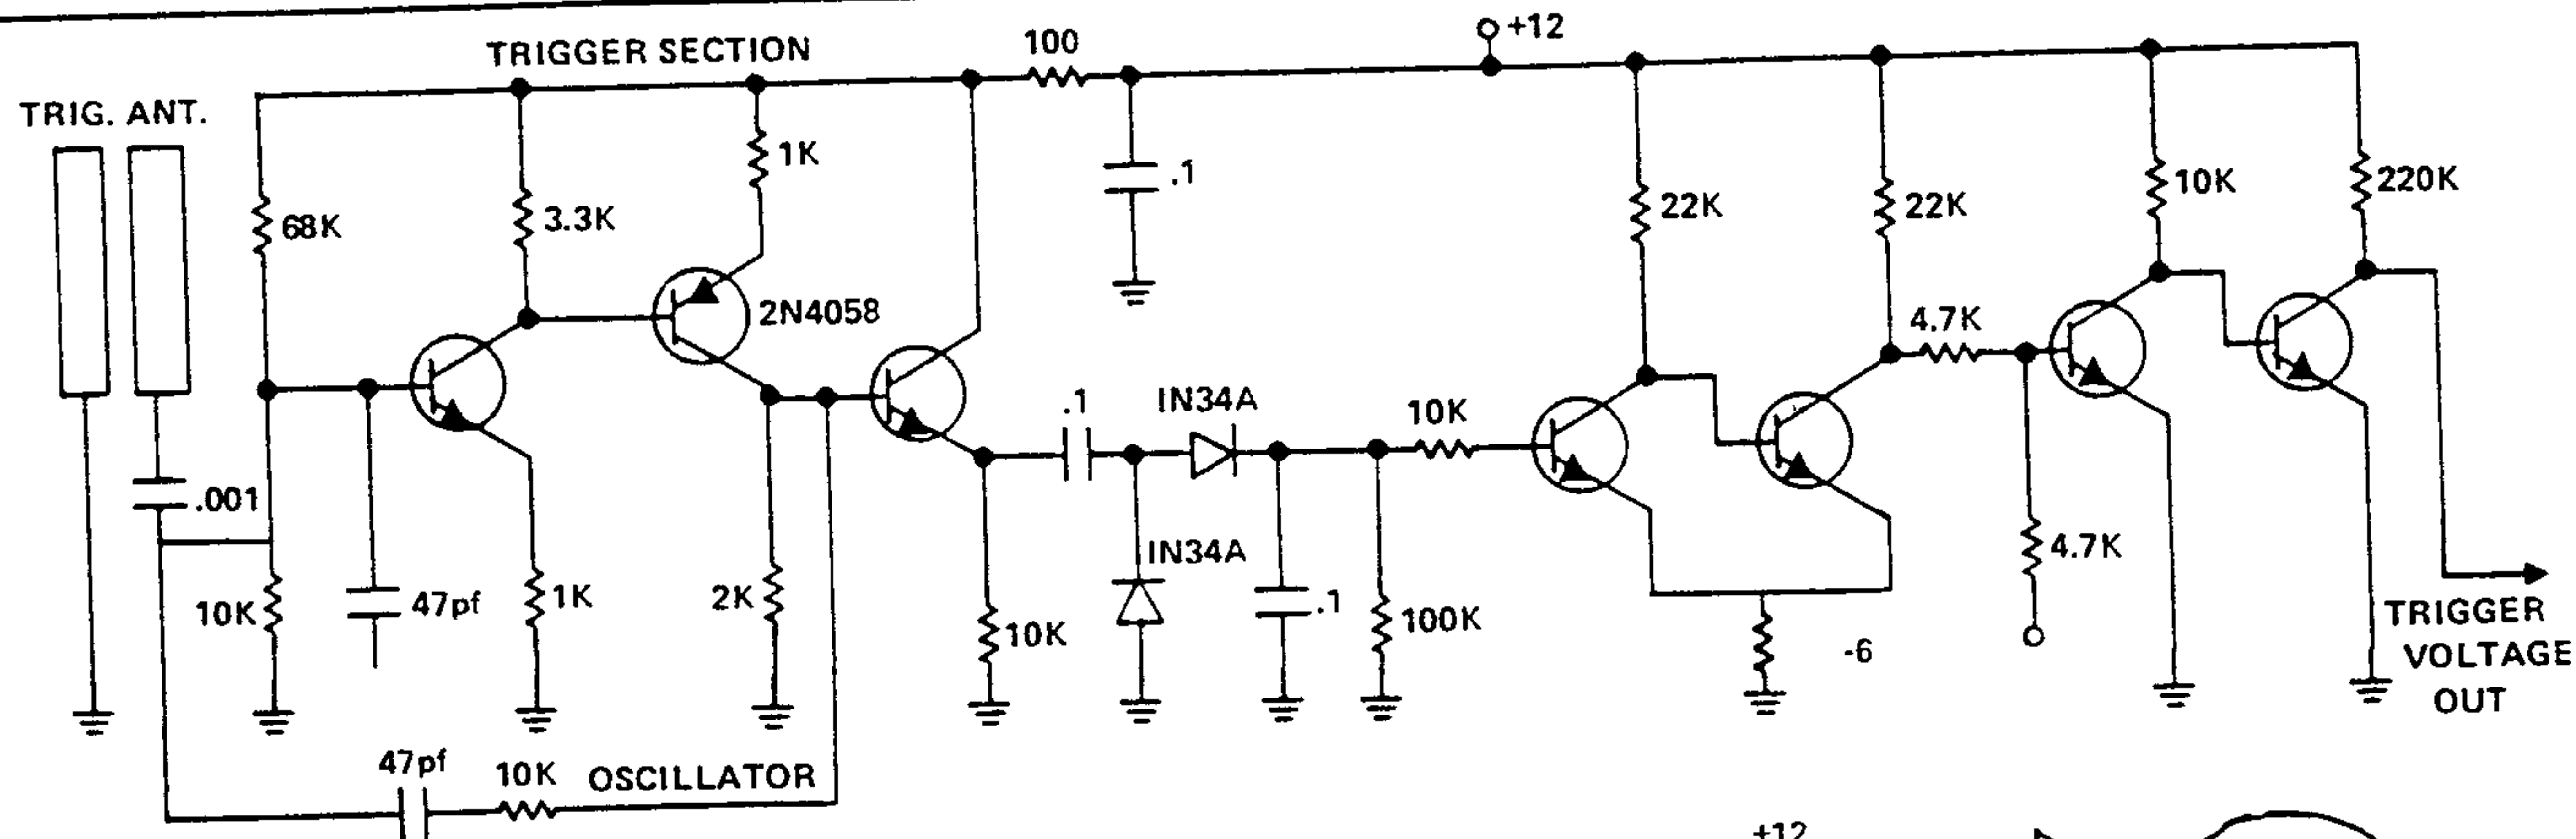 TRIGGER SECTION
100
+12
TRIG. ANT.
68K
3.3K
1K
2N4058
.1
22K
22K
10K
220K
4.7K
.001
.1
IN34A
10K
10K
47pf
1K
2K
10K
IN34A
.1
100K
-6
4.7K
TRIGGER
VOLTAGE
OUT
47pf
10K
OSCILLATOR
+12